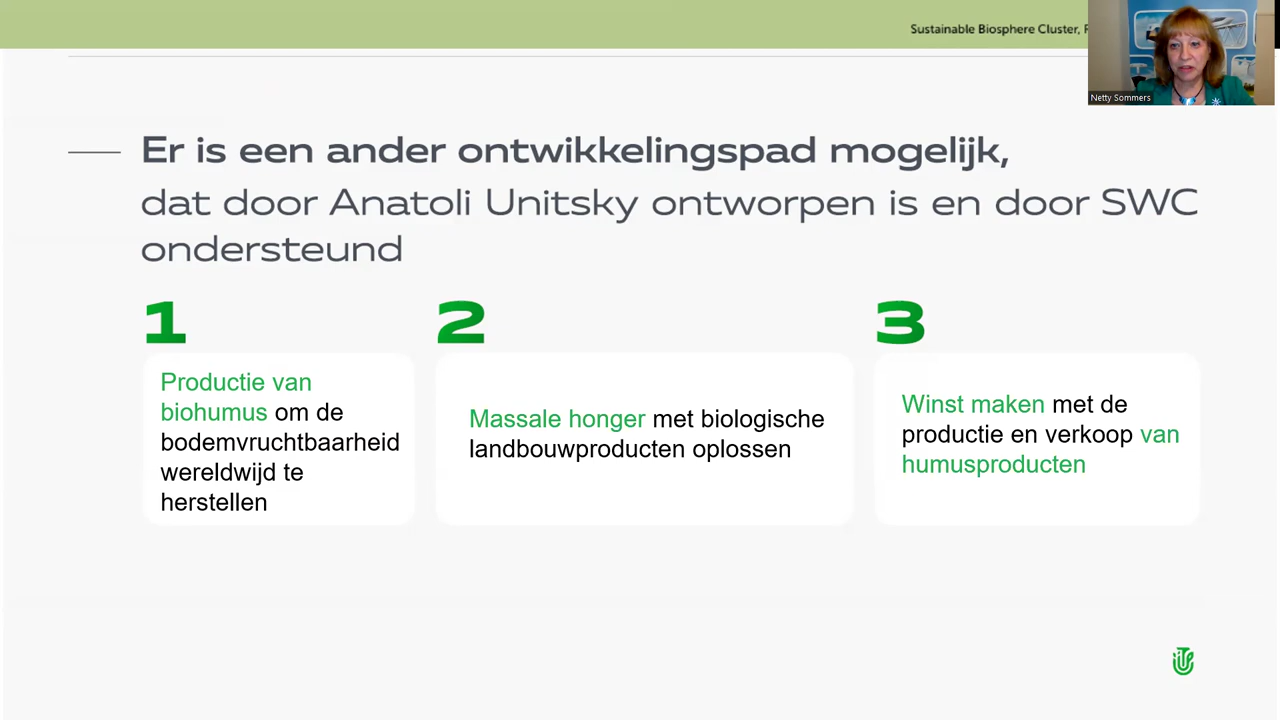 Sustainable Biosphere Cluster,
Netty Sommers
Er is een ander ontwikkelingspad mogelijk,
dat door Anatoli Unitsky ontworpen is en door SWC
ondersteund
1
Productie van
biohumus om de
bodemvruchtbaarheid
wereldwijd te
herstellen
2
Massale honger met biologische
landbouwproducten oplossen
3
Winst maken met de
productie en verkoop van
humusproducten